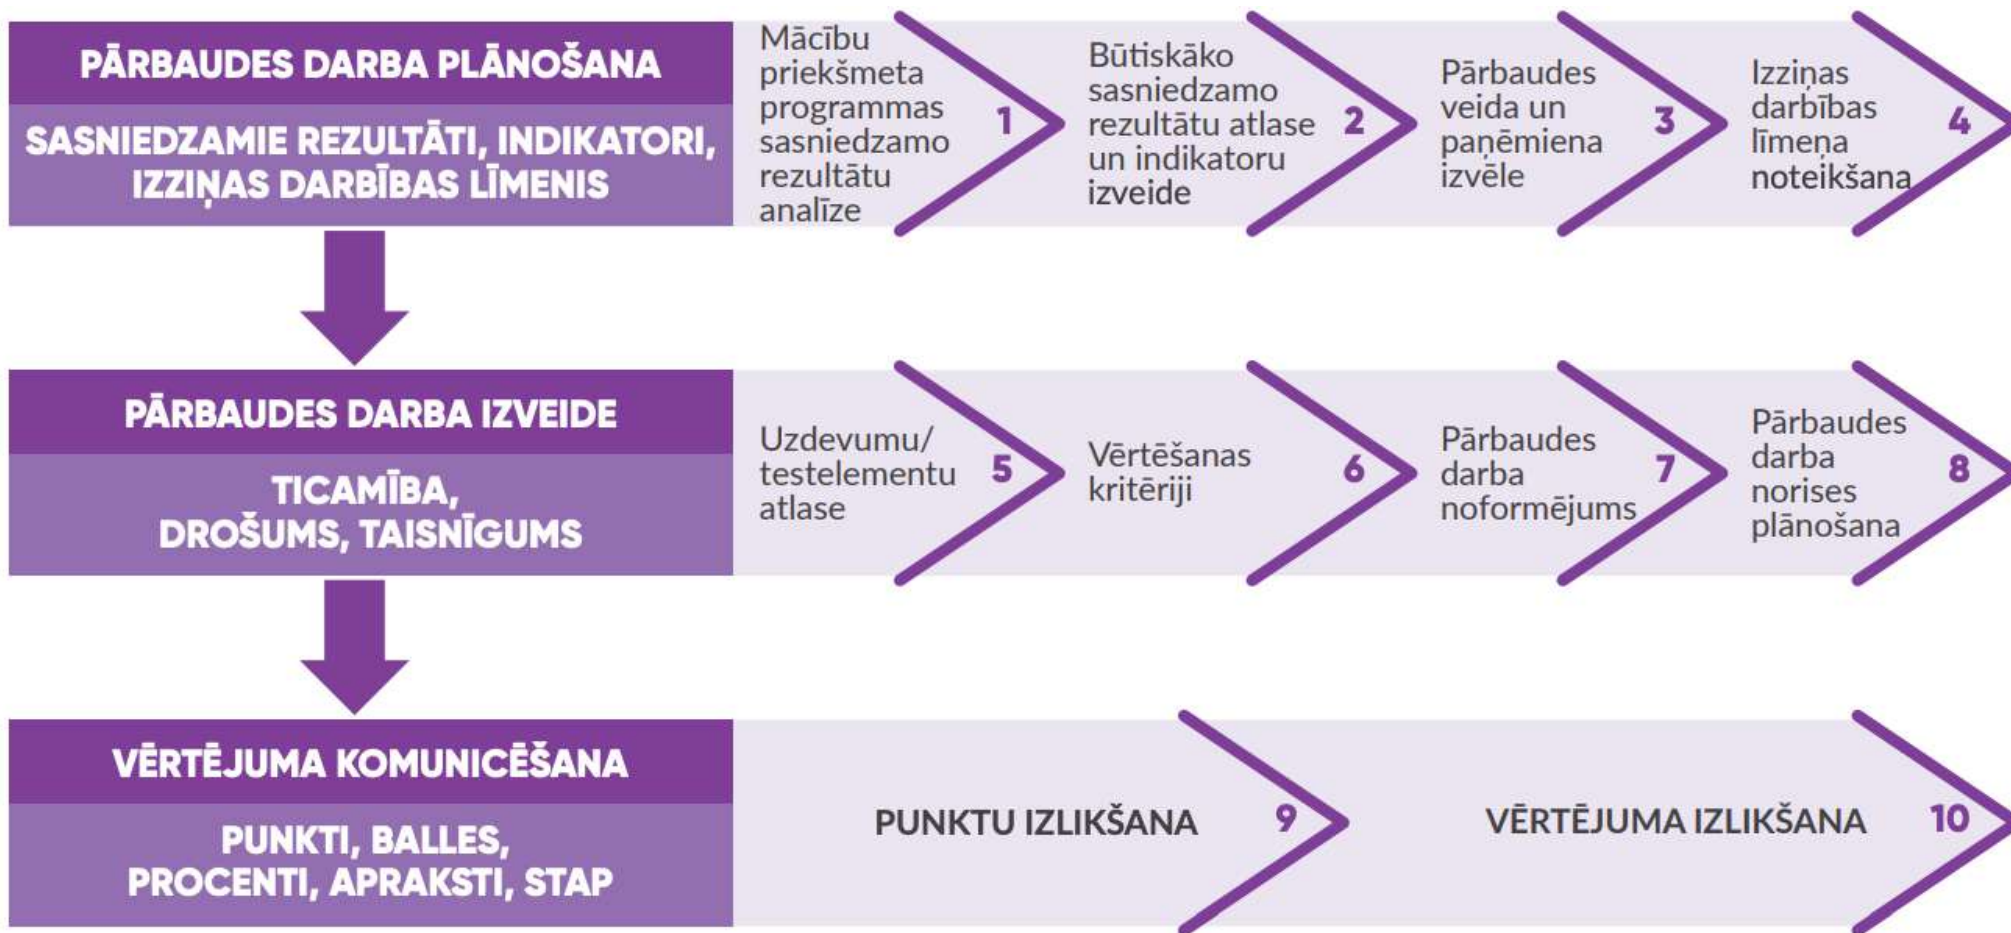 PĀRBAUDES DARBA PLĀNOŠANA
SASNIEDZAMIE REZULTĀTI, INDIKATORI,
IZZIŅAS DARBĪBAS LĪMENIS
Mācību
priekšmeta
programmas
sasniedzamo
rezultātu
analīze
1
Būtiskāko
sasniedzamo
rezultātu atlase
un indikatoru
izveide
2
Pārbaudes
veida un
paņēmiena
izvēle
3
Izziņas
darbības
līmeņa
noteikšana
4
PĀRBAUDES DARBA IZVEIDE
TICAMĪBA,
DROŠUMS, TAISNĪGUMS
Uzdevumu/
testelementu
atlase
5
Vērtēšanas
kritēriji
6
Pārbaudes
darba
noformējums
7
Pārbaudes
darba
norises
plānošana
8
VĒRTĒJUMA KOMUNICĒŠANA
PUNKTI, BALLES,
PROCENTI, APRAKSTI, STAP
PUNKTU IZLIKŠANA
9
VĒRTĒJUMA IZLIKŠANA
10